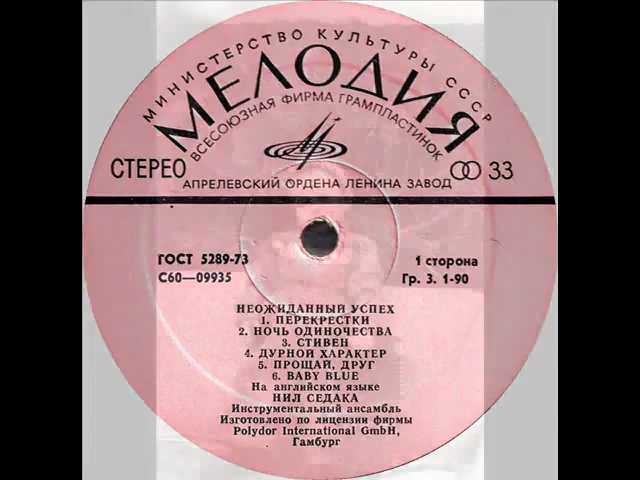 МИНИСТЕРСТВО КУЛЬТУРЫ СССР
МЕЛОДИЯ
ВСЕСОЮЗНАЯ ФИРМА ГРАМПЛАСТИНОК
СТЕРЕО
33
АПРЕЛЕВСКИЙ ОРДЕНА ЛЕНИНА ЗАВОД
ГОСТ 5289-73
С60—09935
1 сторона
Гр. 3. 1-90
НЕОЖИДАННЫЙ УСПЕХ
1. ПЕРЕКРЕСТКИ
2. НОЧЬ ОДИНОЧЕСТВА
3. СТИВЕН
4. ДУРНОЙ ХАРАКТЕР
5. ПРОЩАЙ, ДРУГ
6. BABY BLUE
На английском языке
НИЛ СЕДАКА
Инструментальный ансамбль
Изготовлено по лицензии фирмы
Polydor International GmbH,
Гамбург